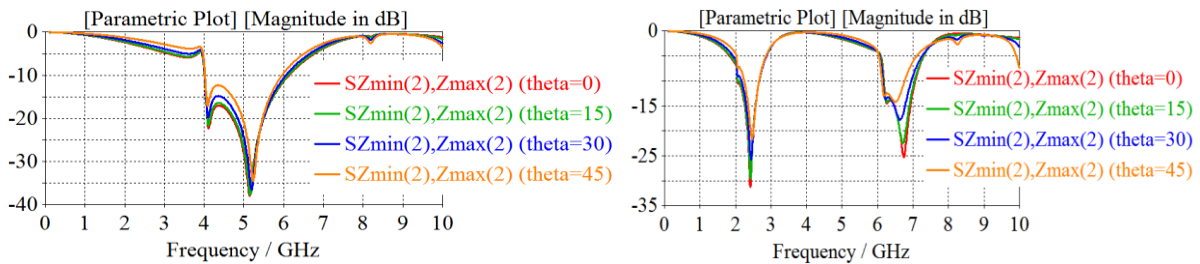 [Parametric Plot] [Magnitude in dB]
0
-10
-20
-30
-40
SZmin(2),Zmax(2) (theta=0)
SZmin(2),Zmax(2) (theta=15)
SZmin(2),Zmax(2) (theta=30)
SZmin(2),Zmax(2) (theta=45)
0 1 2 3 4 5 6 7 8 9 10
Frequency / GHz
[Parametric Plot] [Magnitude in dB]
0
-15
-25
-35
SZmin(2),Zmax(2) (theta=0)
SZmin(2),Zmax(2) (theta=15)
SZmin(2),Zmax(2) (theta=30)
SZmin(2),Zmax(2) (theta=45)
0 1 2 3 4 5 6 7 8 9 10
Frequency / GHz